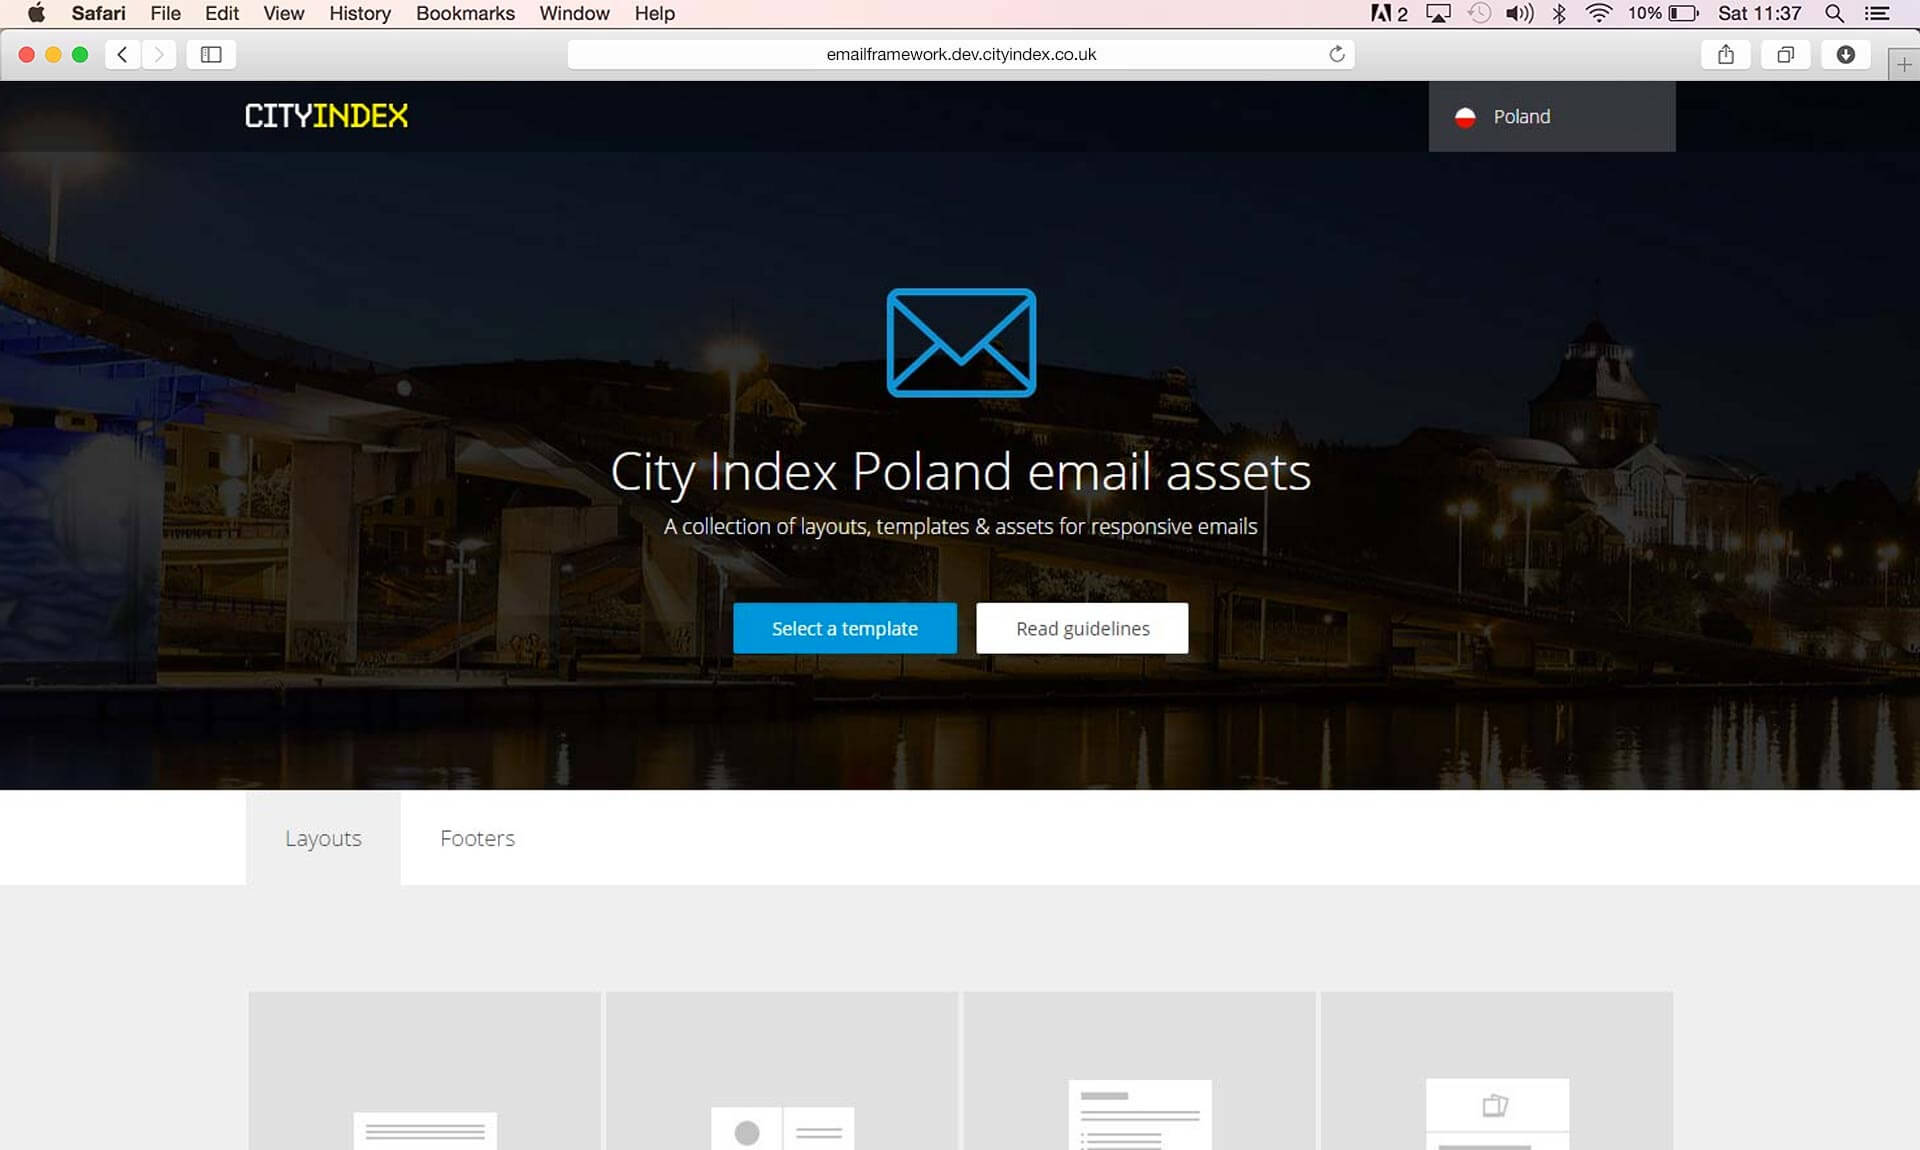 Safari File Edit View History Bookmarks Window Help 2 10% Sat 11:37
emailframework.dev.cityindex.co.uk
CITYINDEX
Poland
City Index Poland email assets
A collection of layouts, templates & assets for responsive emails
Select a template Read guidelines
Layouts Footers